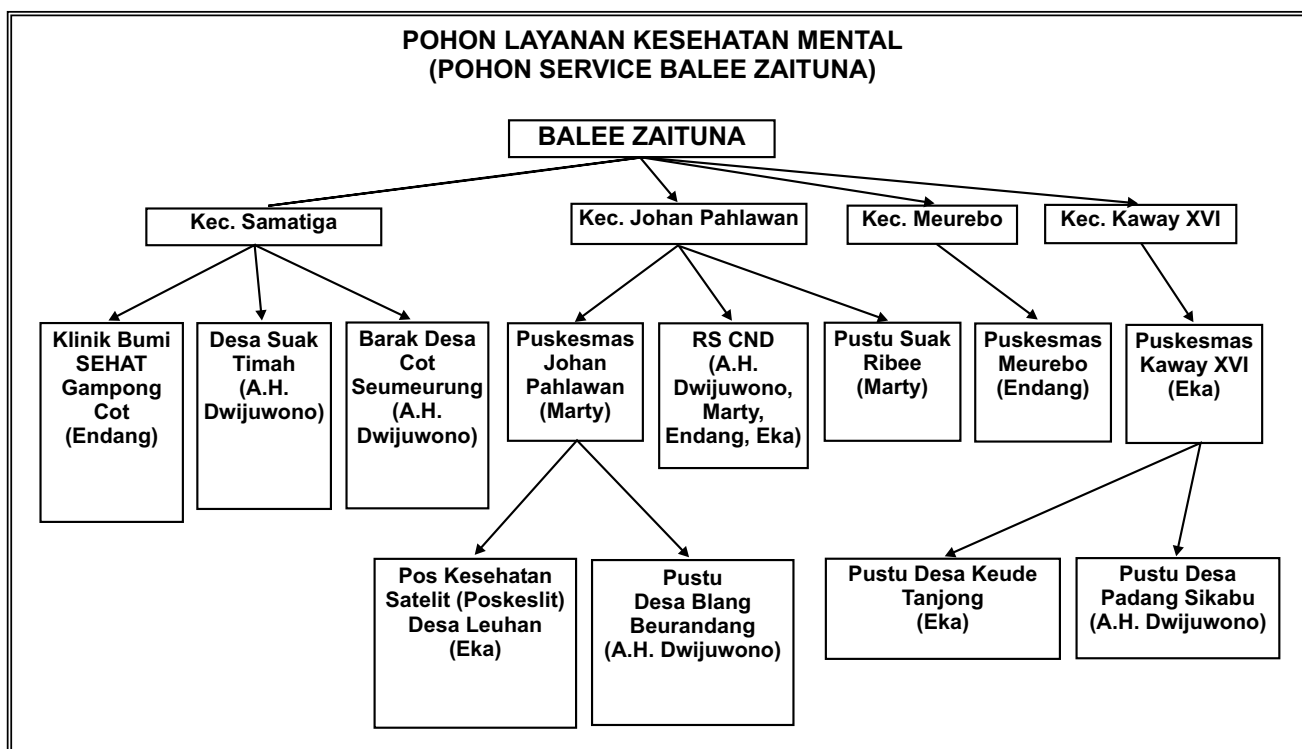 POHON LAYANAN KESEHATAN MENTAL
(POHON SERVICE BALEE ZAITUNA)
BALEE ZAITUNA
Kec. Samatiga
Kec. Johan Pahlawan
Kec. Meurebo
Kec. Kaway XVI
Klinik Bumi
SEHAT
Gampong
Cot
(Endang)
Desa Suak
Timah
(A.H.
Dwijuwono)
Barak Desa
Cot
Seumeurung
(A.H.
Dwijuwono)
Puskesmas
Johan
Pahlawan
(Marty)
RS CND
(A.H.
Dwijuwono,
Marty,
Endang, Eka)
Pustu Suak
Ribee
(Marty)
Puskesmas
Meurebo
(Endang)
Puskesmas
Kaway XVI
(Eka)
Pos Kesehatan
Satelit (Poskeslit)
Desa Leuhan
(Eka)
Pustu
Desa Blang
Beurandang
(A.H. Dwijuwono)
Pustu Desa Keude
Tanjong
(Eka)
Pustu Desa
Padang Sikabu
(A.H. Dwijuwono)